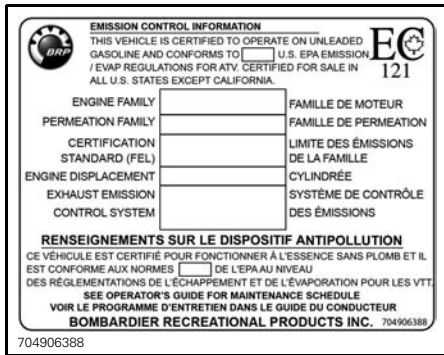 BRP
EMISSION CONTROL INFORMATION
THIS VEHICLE IS CERTIFIED TO OPERATE ON UNLEADED
GASOLINE AND CONFORMS TO U.S. EPA EMISSION
/ EVAP REGULATIONS FOR ATV. CERTIFIED FOR SALE IN
ALL U.S. STATES EXCEPT CALIFORNIA.
EC
121
ENGINE FAMILY FAMILLE DE MOTEUR
PERMEATION FAMILY FAMILLE DE PERMEATION
CERTIFICATION LIMITE DES ÉMISSIONS
STANDARD (FEL) DE LA FAMILLE
ENGINE DISPLACEMENT CYLINDRÉE
EXHAUST EMISSION SYSTÈME DE CONTRÔLE
CONTROL SYSTEM DES ÉMISSIONS
RENSEIGNEMENTS SUR LE DISPOSITIF ANTIPOLLUTION
CE VÉHICULE EST CERTIFIÉ POUR FONCTIONNER À L'ESSENCE SANS PLOMB ET IL
EST CONFORME AUX NORMES DE L'EPA AU NIVEAU
DES RÉGLEMENTATIONS DE L'ÉCHAPPEMENT ET DE L'ÉVAPORATION POUR LES VTT.
SEE OPERATOR'S GUIDE FOR MAINTENANCE SCHEDULE
VOIR LE PROGRAMME D'ENTRETIEN DANS LE GUIDE DU CONDUCTEUR
BOMBARDIER RECREATIONAL PRODUCTS INC. 704906388
704906388